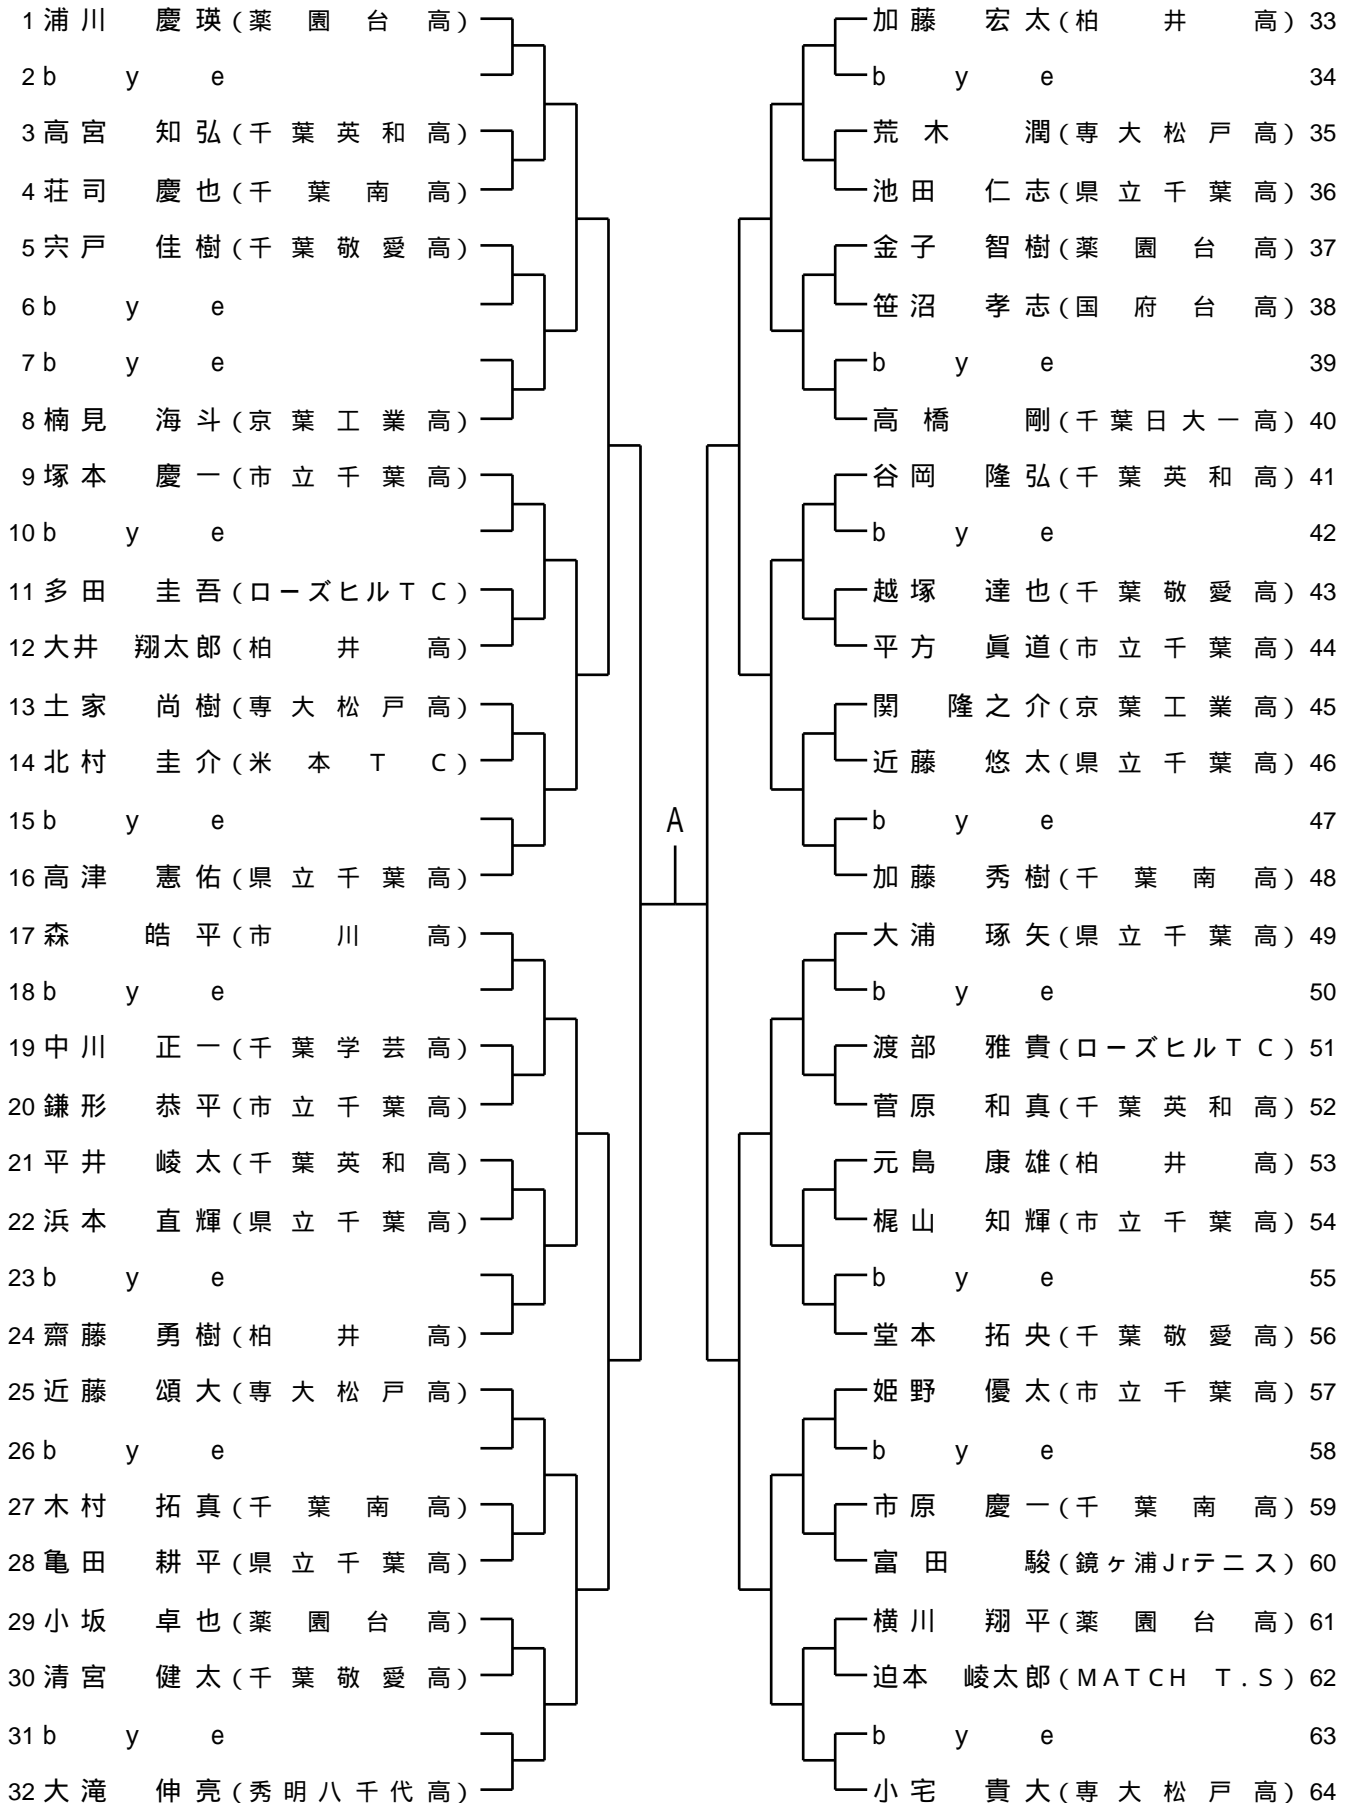 1 浦川 慶瑛 (薬園台高)
2 bye
3 高宮 知弘 (千葉英和高)
4 荘司 慶也 (千葉南高)
5 宍戸 佳樹 (千葉敬愛高)
6 bye
7 bye
8 楠見 海斗 (京葉工業高)
9 塚本 慶一 (市立千葉高)
10 bye
11 多田 圭吾 (ローズヒルTC)
12 大井 翔太郎 (柏井高)
13 土家 尚樹 (専大松戸高)
14 北村 圭介 (米本TC)
15 bye
16 高津 憲佑 (県立千葉高)
17 森 皓平 (市川高)
18 bye
19 中川 正一 (千葉学芸高)
20 鎌形 恭平 (市立千葉高)
21 平井 崚太 (千葉英和高)
22 浜本 直輝 (県立千葉高)
23 bye
24 齋藤 勇樹 (柏井高)
25 近藤 頌大 (専大松戸高)
26 bye
27 木村 拓真 (千葉南高)
28 亀田 耕平 (県立千葉高)
29 小坂 卓也 (薬園台高)
30 清宮 健太 (千葉敬愛高)
31 bye
32 大滝 伸亮 (秀明八千代高)
A
加藤 宏太 (柏井高) 33
bye 34
荒木 潤 (専大松戸高) 35
池田 仁志 (県立千葉高) 36
金子 智樹 (薬園台高) 37
笹沼 孝志 (国府台高) 38
bye 39
高橋 剛 (千葉日大一高) 40
谷岡 隆弘 (千葉英和高) 41
bye 42
越塚 達也 (千葉敬愛高) 43
平方 眞道 (市立千葉高) 44
関 隆之介 (京葉工業高) 45
近藤 悠太 (県立千葉高) 46
bye 47
加藤 秀樹 (千葉南高) 48
大浦 琢矢 (県立千葉高) 49
bye 50
渡部 雅貴 (ローズヒルTC) 51
菅原 和真 (千葉英和高) 52
元島 康雄 (柏井高) 53
梶山 知輝 (市立千葉高) 54
bye 55
堂本 拓央 (千葉敬愛高) 56
姫野 優太 (市立千葉高) 57
bye 58
市原 慶一 (千葉南高) 59
富田 駿 (鏡ヶ浦Jrテニス) 60
横川 翔平 (薬園台高) 61
迫本 崚太郎 (MATCH T.S) 62
bye 63
小宅 貴大 (専大松戸高) 64